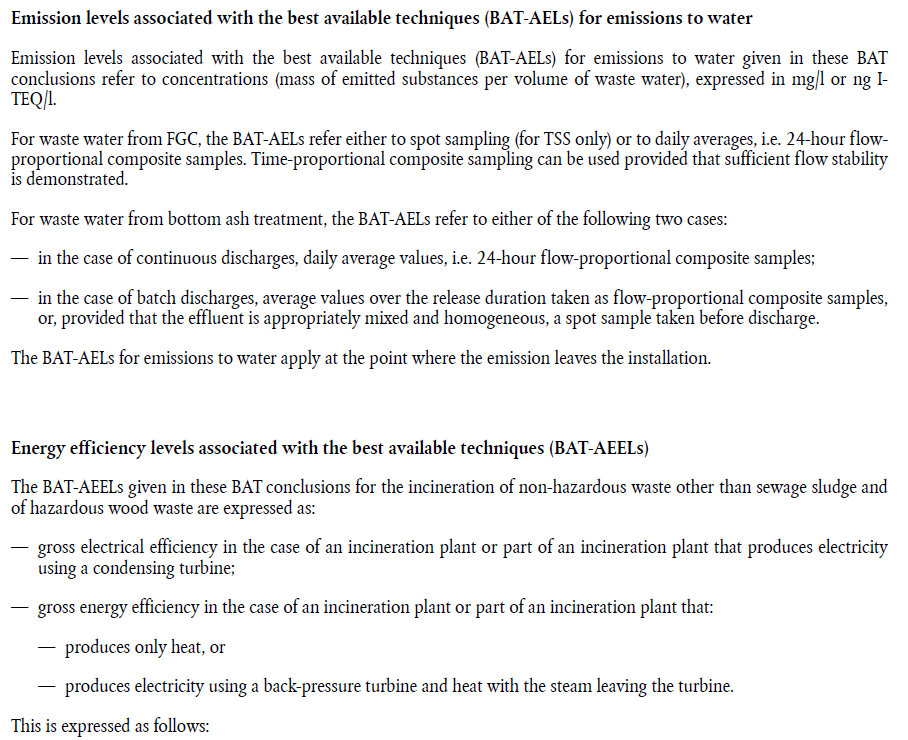 Emission levels associated with the best available techniques (BAT-AELs) for emissions to water
Emission levels associated with the best available techniques (BAT-AELs) for emissions to water given in these BAT
conclusions refer to concentrations (mass of emitted substances per volume of waste water), expressed in mg/l or ng I-
TEQ/l.
For waste water from FGC, the BAT-AELs refer either to spot sampling (for TSS only) or to daily averages, i.e. 24-hour flow-
proportional composite samples. Time-proportional composite sampling can be used provided that sufficient flow stability
is demonstrated.
For waste water from bottom ash treatment, the BAT-AELs refer to either of the following two cases:
— in the case of continuous discharges, daily average values, i.e. 24-hour flow-proportional composite samples;
— in the case of batch discharges, average values over the release duration taken as flow-proportional composite samples,
or, provided that the effluent is appropriately mixed and homogeneous, a spot sample taken before discharge.
The BAT-AELs for emissions to water apply at the point where the emission leaves the installation.
Energy efficiency levels associated with the best available techniques (BAT-AEELs)
The BAT-AEELs given in these BAT conclusions for the incineration of non-hazardous waste other than sewage sludge and
of hazardous wood waste are expressed as:
— gross electrical efficiency in the case of an incineration plant or part of an incineration plant that produces electricity
using a condensing turbine;
— gross energy efficiency in the case of an incineration plant or part of an incineration plant that:
— produces only heat, or
— produces electricity using a back-pressure turbine and heat with the steam leaving the turbine.
This is expressed as follows: